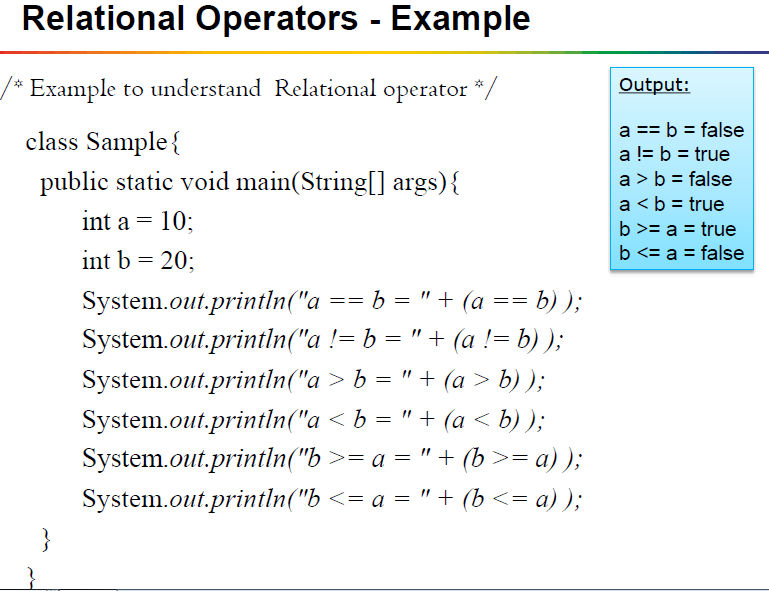 Relational Operators - Example
/* Example to understand Relational operator */
class Sample{
public static void main(String[] args){
int a = 10;
int b = 20;
System.out.println("a == b = " + (a == b) );
System.out.println("a != b = " + (a != b) );
System.out.println("a > b = " + (a > b) );
System.out.println("a < b = " + (a < b) );
System.out.println("b >= a = " + (b >= a) );
System.out.println("b <= a = " + (b <= a) );
}
}
Output:
a == b = false
a != b = true
a > b = false
a < b = true
b >= a = true
b <= a = false